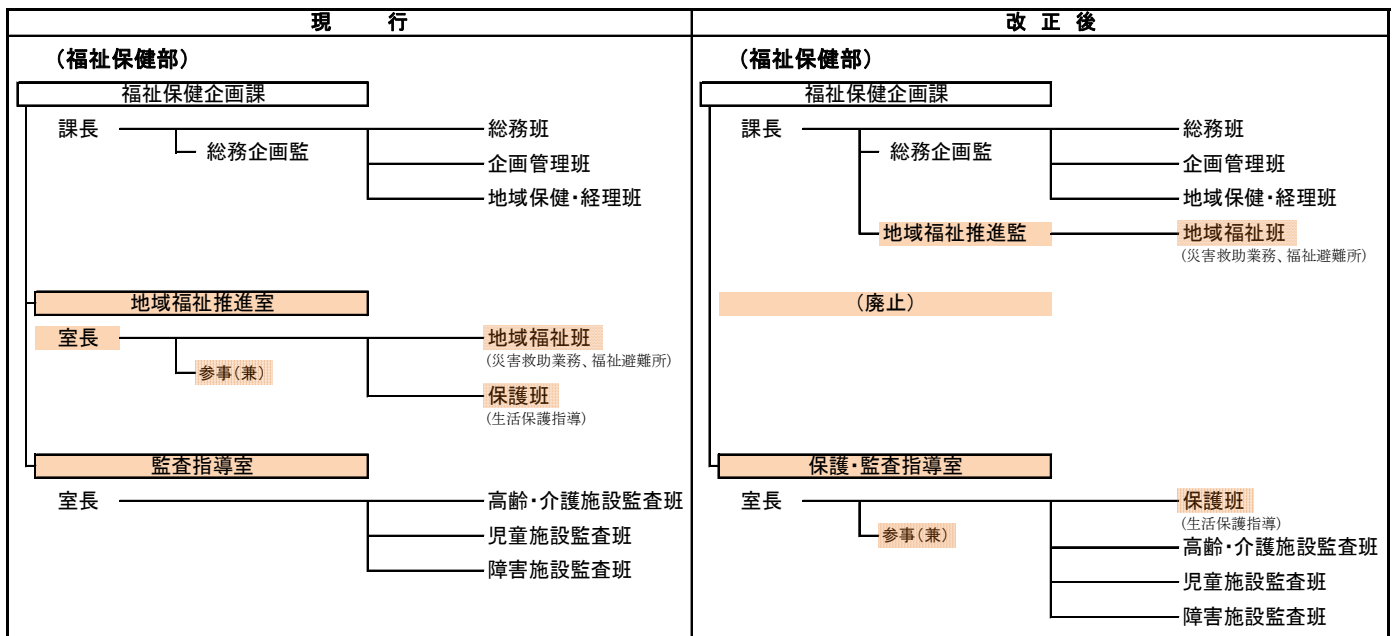 現 行
(福祉保健部)
福祉保健企画課
課長
総務企画監
総務班
企画管理班
地域保健・経理班
地域福祉推進室
室長
参事(兼)
地域福祉班
(災害救助業務、福祉避難所)
保護班
(生活保護指導)
監査指導室
室長
高齢・介護施設監査班
児童施設監査班
障害施設監査班
改 正 後
(福祉保健部)
福祉保健企画課
課長
総務企画監
総務班
企画管理班
地域保健・経理班
地域福祉推進監
地域福祉班
(災害救助業務、福祉避難所)
(廃止)
保護・監査指導室
室長
参事(兼)
保護班
(生活保護指導)
高齢・介護施設監査班
児童施設監査班
障害施設監査班